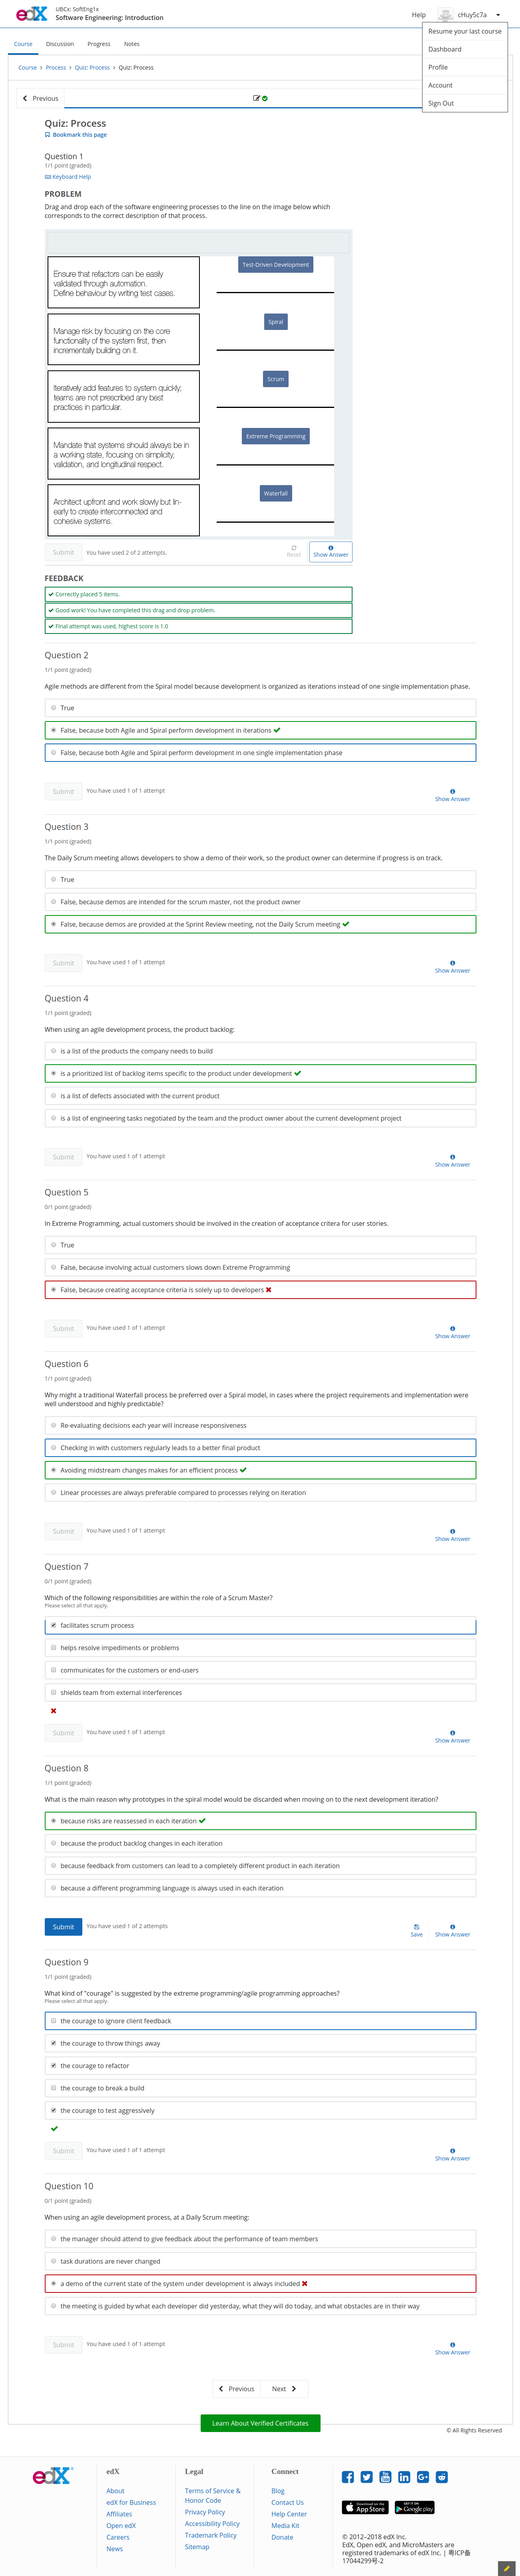 edX
UBCx: SoftEng1x
Software Engineering: Introduction
Help
cHuy5c7a
Resume your last course
Dashboard
Profile
Account
Sign Out
Course
Discussion
Progress
Notes
Course > Process > Quiz: Process > Quiz: Process
Previous
Quiz: Process
Bookmark this page
Question 1
1/1 point (graded)
Keyboard Help
PROBLEM
Drag and drop each of the software engineering processes to the line on the image below which
corresponds to the correct description of that process.
Ensure that refactors can be easily
validated through automation.
Define behaviour by writing test cases.
Test-Driven Development
Manage risk by focusing on the core
functionality of the system first, then
incrementally building on it.
Spiral
Iteratively add features to system quickly;
teams are not prescribed any best
practices in particular.
Scrum
Mandate that systems should always be in
a working state, focusing on simplicity,
validation, and longitudinal respect.
Extreme Programming
Architect upfront and work slowly but lin-
early to create interconnected and
cohesive systems.
Waterfall
Submit
You have used 2 of 2 attempts.
Reset
Show Answer
FEEDBACK
Correctly placed 5 items.
Good work! You have completed this drag and drop problem.
Final attempt was used, highest score is 1.0
Question 2
1/1 point (graded)
Agile methods are different from the Spiral model because development is organized as iterations instead of one single implementation phase.
True
False, because both Agile and Spiral perform development in iterations
False, because both Agile and Spiral perform development in one single implementation phase
Submit
You have used 1 of 1 attempt
Show Answer
Question 3
1/1 point (graded)
The Daily Scrum meeting allows developers to show a demo of their work, so the product owner can determine if progress is on track.
True
False, because demos are intended for the scrum master, not the product owner
False, because demos are provided at the Sprint Review meeting, not the Daily Scrum meeting
Submit
You have used 1 of 1 attempt
Show Answer
Question 4
1/1 point (graded)
When using an agile development process, the product backlog:
is a list of the products the company needs to build
is a prioritized list of backlog items specific to the product under development
is a list of defects associated with the current product
is a list of engineering tasks negotiated by the team and the product owner about the current development project
Submit
You have used 1 of 1 attempt
Show Answer
Question 5
0/1 point (graded)
In Extreme Programming, actual customers should be involved in the creation of acceptance critera for user stories.
True
False, because involving actual customers slows down Extreme Programming
False, because creating acceptance criteria is solely up to developers
Submit
You have used 1 of 1 attempt
Show Answer
Question 6
1/1 point (graded)
Why might a traditional Waterfall process be preferred over a Spiral model, in cases where the project requirements and implementation were
well understood and highly predictable?
Re-evaluating decisions each year will increase responsiveness
Checking in with customers regularly leads to a better final product
Avoiding midstream changes makes for an efficient process
Linear processes are always preferable compared to processes relying on iteration
Submit
You have used 1 of 1 attempt
Show Answer
Question 7
0/1 point (graded)
Which of the following responsibilities are within the role of a Scrum Master?
Please select all that apply.
facilitates scrum process
helps resolve impediments or problems
communicates for the customers or end-users
shields team from external interferences
Submit
You have used 1 of 1 attempt
Show Answer
Question 8
1/1 point (graded)
What is the main reason why prototypes in the spiral model would be discarded when moving on to the next development iteration?
because risks are reassessed in each iteration
because the product backlog changes in each iteration
because feedback from customers can lead to a completely different product in each iteration
because a different programming language is always used in each iteration
Submit
You have used 1 of 2 attempts
Save
Show Answer
Question 9
1/1 point (graded)
What kind of "courage" is suggested by the extreme programming/agile programming approaches?
Please select all that apply.
the courage to ignore client feedback
the courage to throw things away
the courage to refactor
the courage to break a build
the courage to test aggressively
Submit
You have used 1 of 1 attempt
Show Answer
Question 10
0/1 point (graded)
When using an agile development process, at a Daily Scrum meeting:
the manager should attend to give feedback about the performance of team members
task durations are never changed
a demo of the current state of the system under development is always included
the meeting is guided by what each developer did yesterday, what they will do today, and what obstacles are in their way
Submit
You have used 1 of 1 attempt
Show Answer
Previous
Next
Learn About Verified Certificates
© All Rights Reserved
edX
edX
About
edX for Business
Affiliates
Open edX
Careers
News
Legal
Terms of Service &
Honor Code
Privacy Policy
Accessibility Policy
Trademark Policy
Sitemap
Connect
Blog
Contact Us
Help Center
Media Kit
Donate
Download on the
App Store
GET IT ON
Google play
© 2012–2018 edX Inc.
EdX, Open edX, and MicroMasters are
registered trademarks of edX Inc. | 粤ICP备
17044299号-2